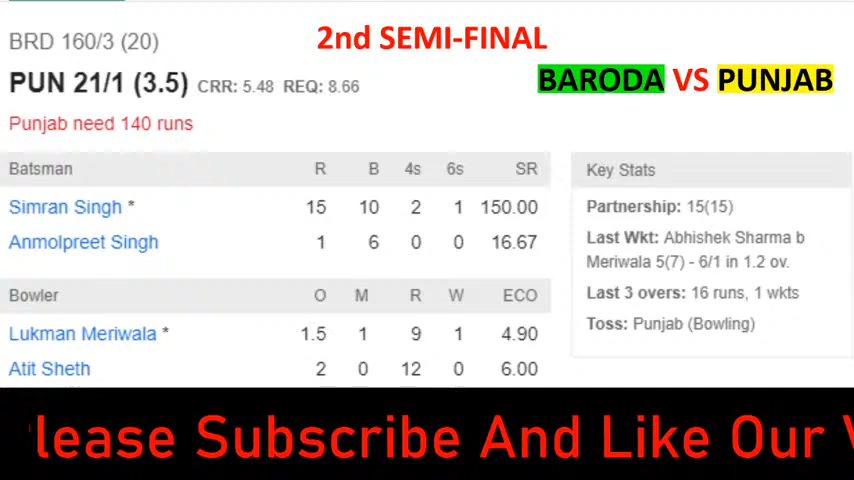 BRD 160/3 (20)
2nd SEMI-FINAL
PUN 21/1 (3.5) CRR: 5.48 REQ: 8.66
BARODA VS PUNJAB
Punjab need 140 runs
Batsman R B 4s 6s SR
Simran Singh * 15 10 2 1 150.00
Anmolpreet Singh 1 6 0 0 16.67
Bowler O M R W ECO
Lukman Meriwala * 1.5 1 9 1 4.90
Atit Sheth 2 0 12 0 6.00
Key Stats
Partnership: 15(15)
Last Wkt: Abhishek Sharma b
Meriwala 5(7) - 6/1 in 1.2 ov.
Last 3 overs: 16 runs, 1 wkts
Toss: Punjab (Bowling)
lease Subscribe And Like Our